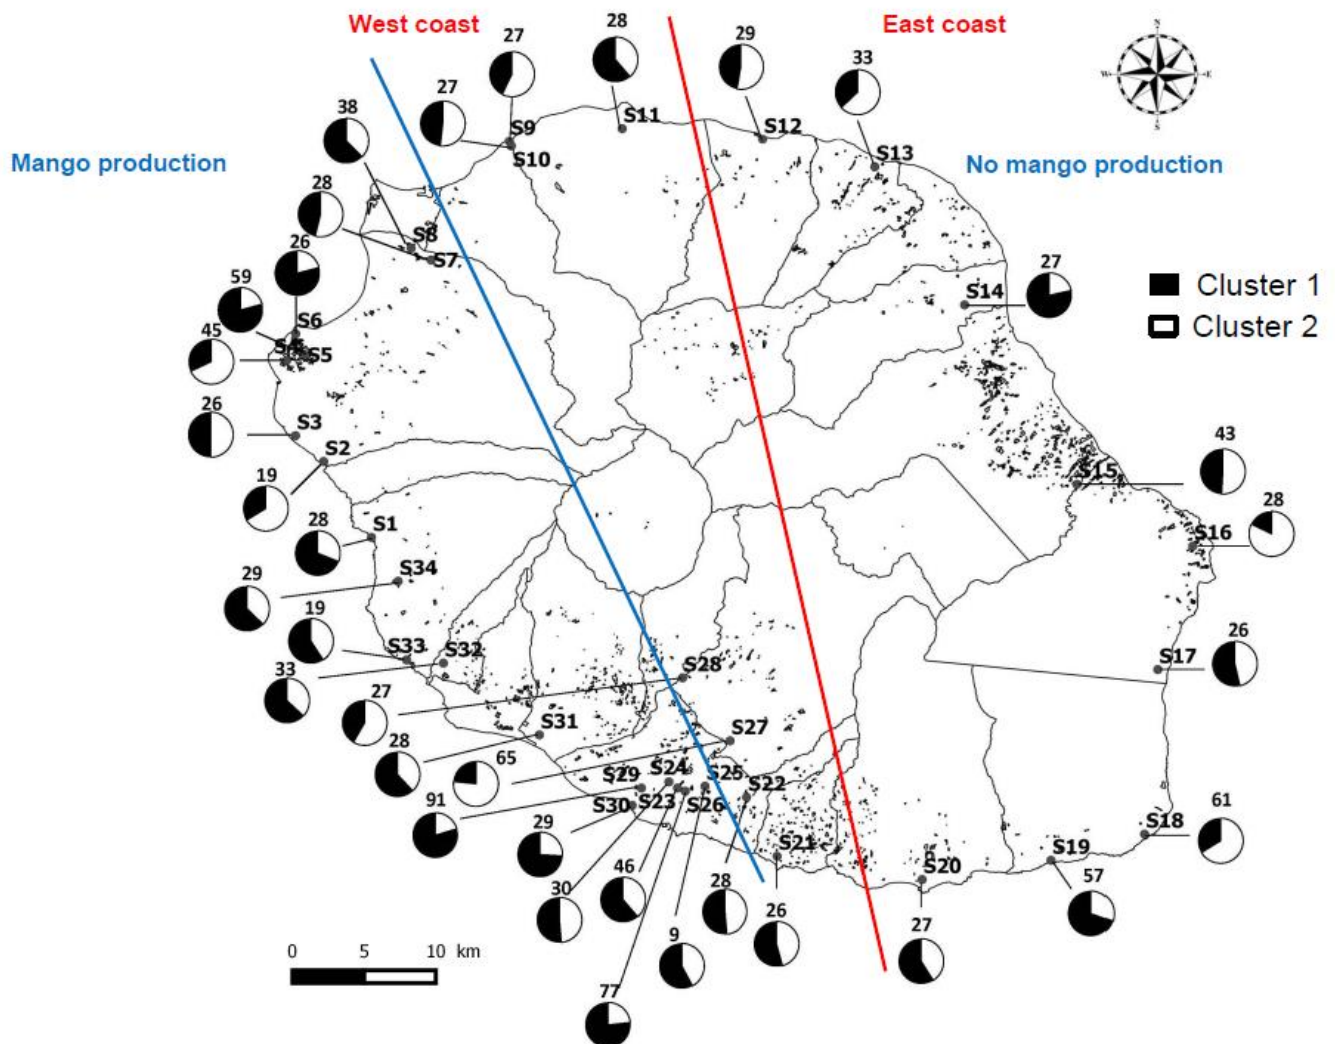 West coast
28
East coast
27
29
33
N
W
E
S
27
38
S9
S10
S11
S12
S13
Mango production
No mango production
28
S8
S7
26
27
S14
Cluster 1
Cluster 2
59
S6
45
S4
S5
26
S3
S2
43
S15
19
28
S16
28
S1
29
S34
19
S33
S32
26
S17
33
S28
27
28
S31
65
S27
S24
S25
S22
91
S29
S30
S23
S26
61
S18
29
46
S21
S20
S19
57
30
28
26
27
9
0
5
10
km
77